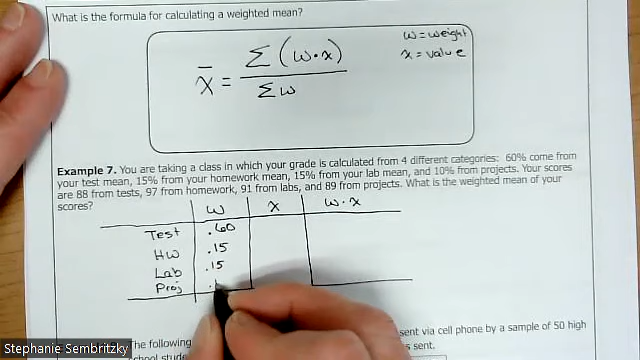 What is the formula for calculating a weighted mean?
w = weight
x = value
x̄ = Σ(w·x) / Σw
Example 7. You are taking a class in which your grade is calculated from 4 different categories: 60% come from
your test mean, 15% from your homework mean, 15% from your lab mean, and 10% from projects. Your scores
are 88 from tests, 97 from homework, 91 from labs, and 89 from projects. What is the weighted mean of your
scores?
w x w·x
Test .60
HW .15
Lab .15
Proj .1
The following sent via cell phone by a sample of 50 high
school s sent.
Stephanie Sembritzky